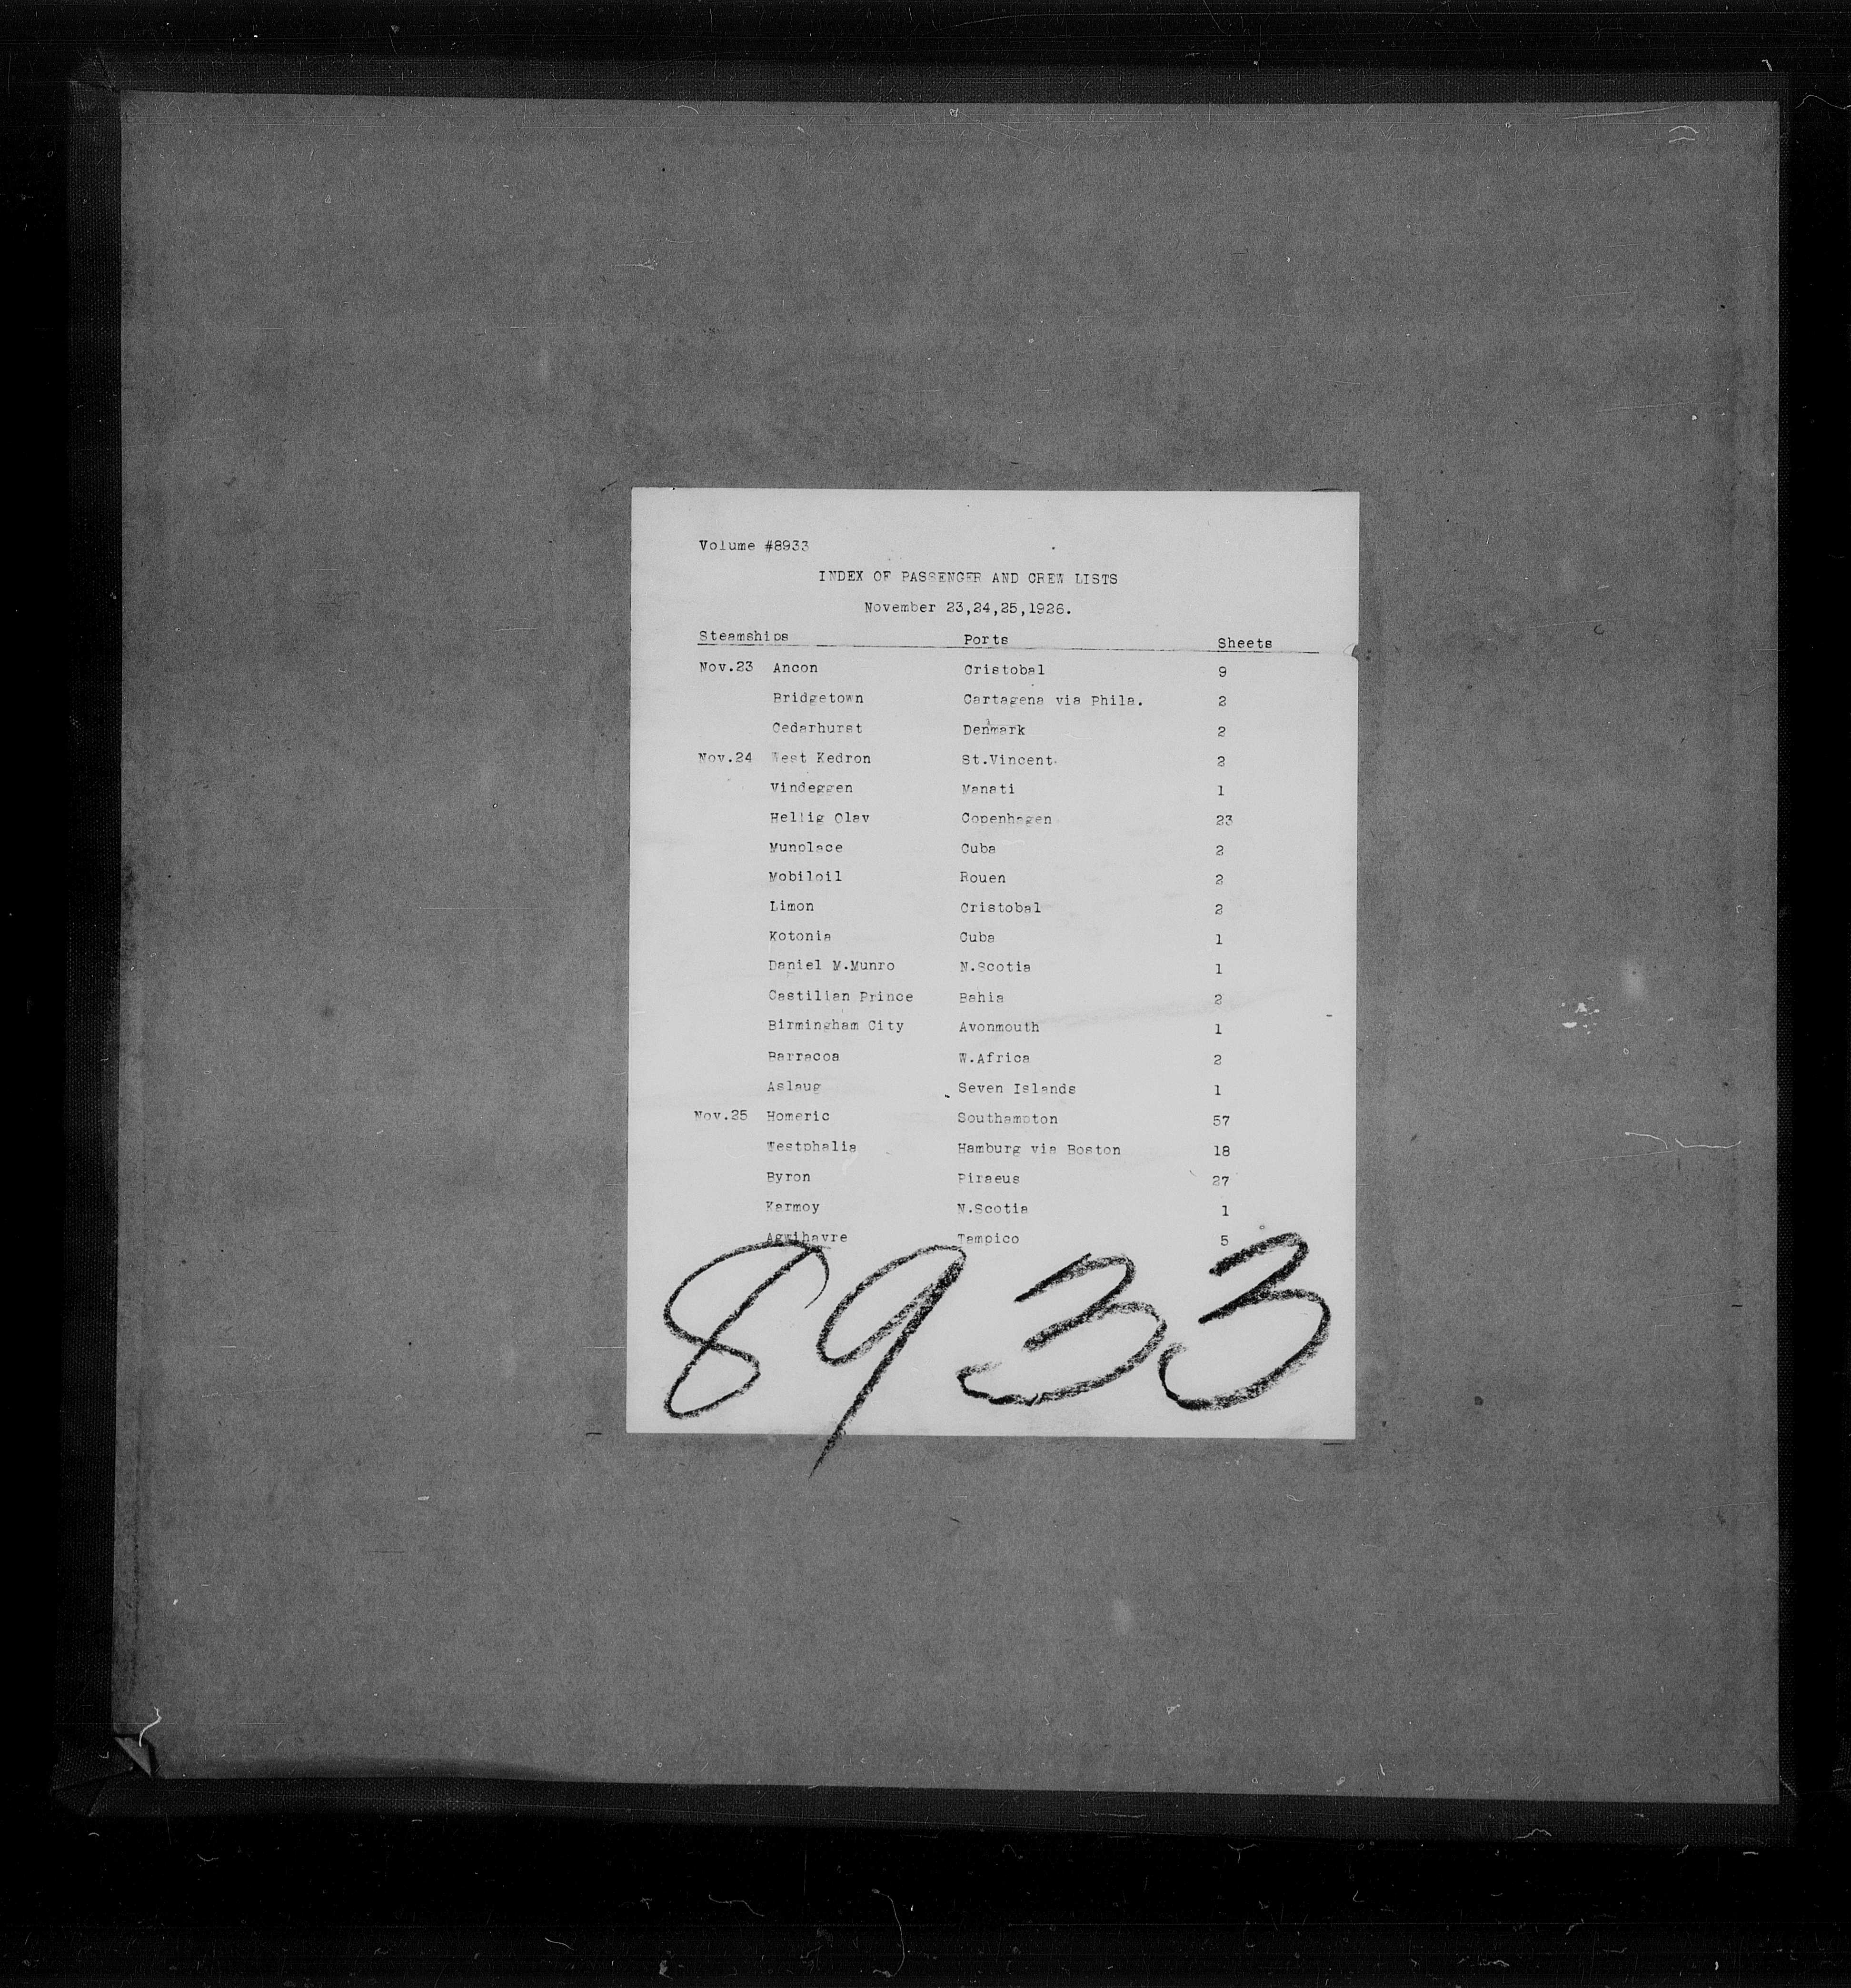 Volume #8933
INDEX OF PASSENGER AND CREW LISTS
November 23,24,25,1926.
Steamships Ports Sheets
Nov.23 Ancon Cristobal 9
Bridgetown Cartagena via Phila. 2
Cedarhurst Denmark 2
Nov.24 West Kedron St.Vincent 2
Vindeggen Manati 1
Hellig Olav Copenhagen 23
Munplace Cuba 2
Mobiloil Rouen 2
Limon Cristobal 2
Kotonia Cuba 1
Daniel M.Munro N.Scotia 1
Castilian Prince Bahia 2
Birmingham City Avonmouth 1
Barracoa W.Africa 2
Aslaug Seven Islands 1
Nov.25 Homeric Southampton 57
Westphalia Hamburg via Boston 18
Byron Piraeus 27
Karmoy N.Scotia 1
Agwihavre Tampico 5
8933